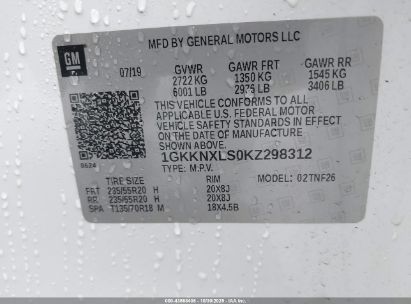 MFD BY GENERAL MOTORS LLC
GM
07/19 GVWR GAWR FRT GAWR RR
2722 KG 1350 KG 1545 KG
6001 LB 2976 LB 3406 LB
THIS VEHICLE CONFORMS TO ALL
APPLICABLE U.S. FEDERAL MOTOR
VEHICLE SAFETY STANDARDS IN EFFECT
ON THE DATE OF MANUFACTURE
SHOWN ABOVE.
1GKKNXLS0KZ298312
TYPE: M.P.V.
TIRE SIZE RIM MODEL: 02TNF26
FRT 235/55R20 H 20X8J
RR 235/55R20 H 20X8J
SPA T135/70R18 M 18X4.5B